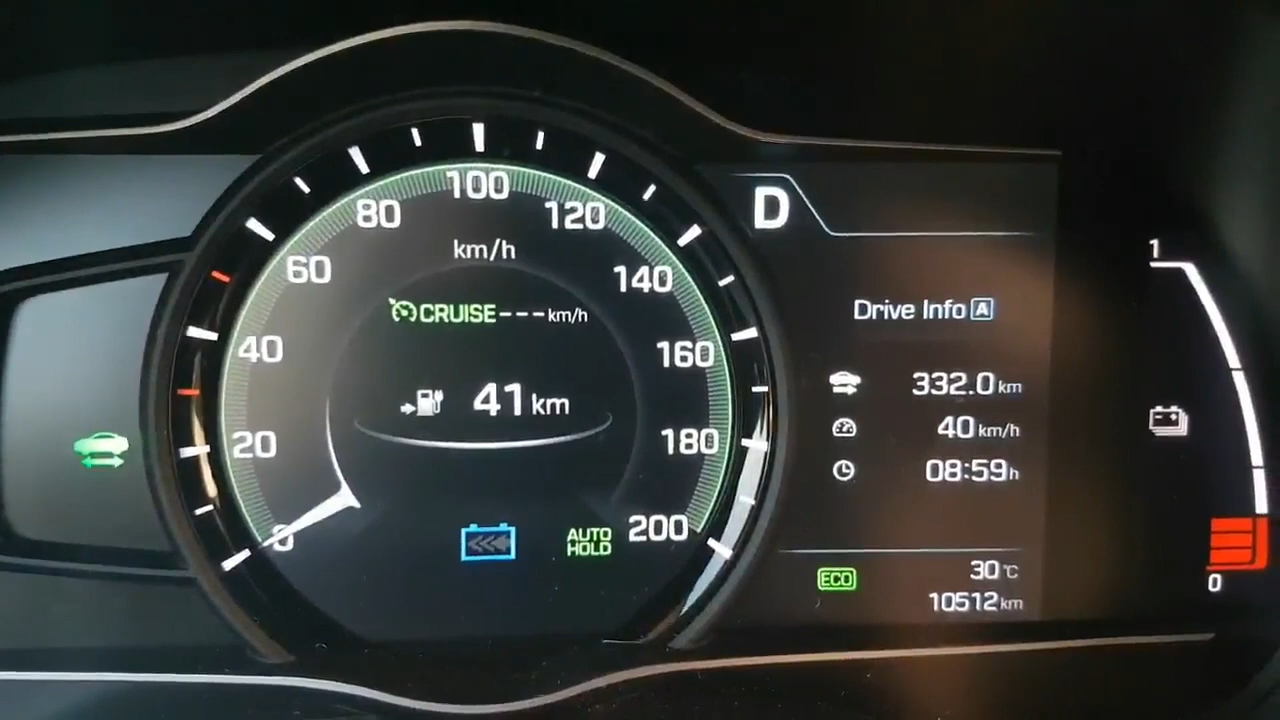 100
80
120
60
140
40
160
20
180
0
200
km/h
CRUISE---km/h
41 km
AUTO
HOLD
D
Drive Info A
332.0 km
40 km/h
08:59 h
ECO
30 °C
10512 km
1
0